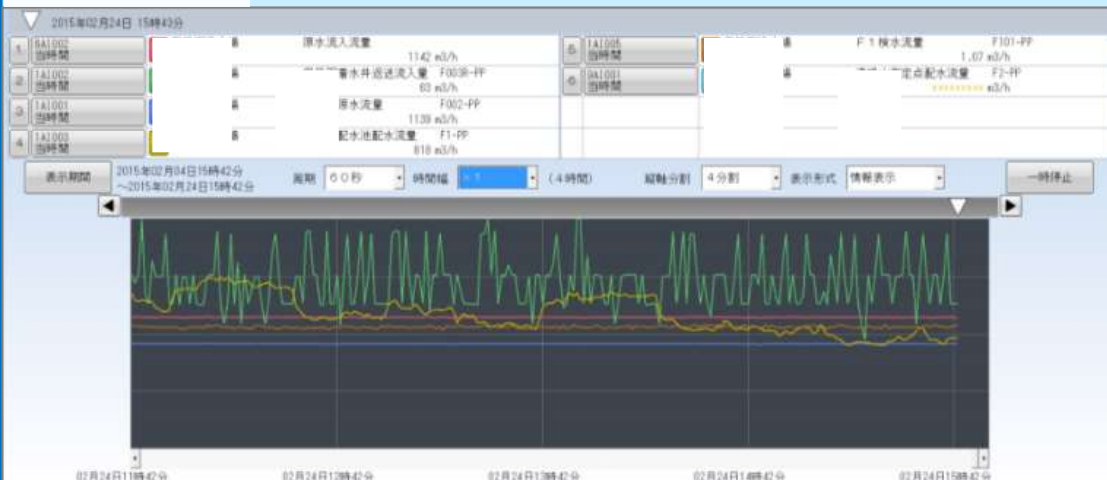 2015年02月24日 15時43分
1 6AI002 当時間 原水流入流量 1142 m3/h
2 1AI002 当時間 着水井返送流入量 F003R-PP 63 m3/h
3 1AI001 当時間 原水流量 F002-PP 1139 m3/h
4 1AI003 当時間 配水池配水流量 F1-PP 818 m3/h
5 1AI005 当時間 F1検水流量 F101-PP 1.07 m3/h
6 9AI001 当時間 定点配水流量 F2-PP ********* m3/h
表示期間 2015年02月04日15時42分 ～2015年02月24日15時42分 周期 60秒 時間幅 ×1 (4時間) 縦軸分割 4分割 表示形式 情報表示 一時停止
02月24日11時42分 02月24日12時42分 02月24日13時42分 02月24日14時42分 02月24日15時42分